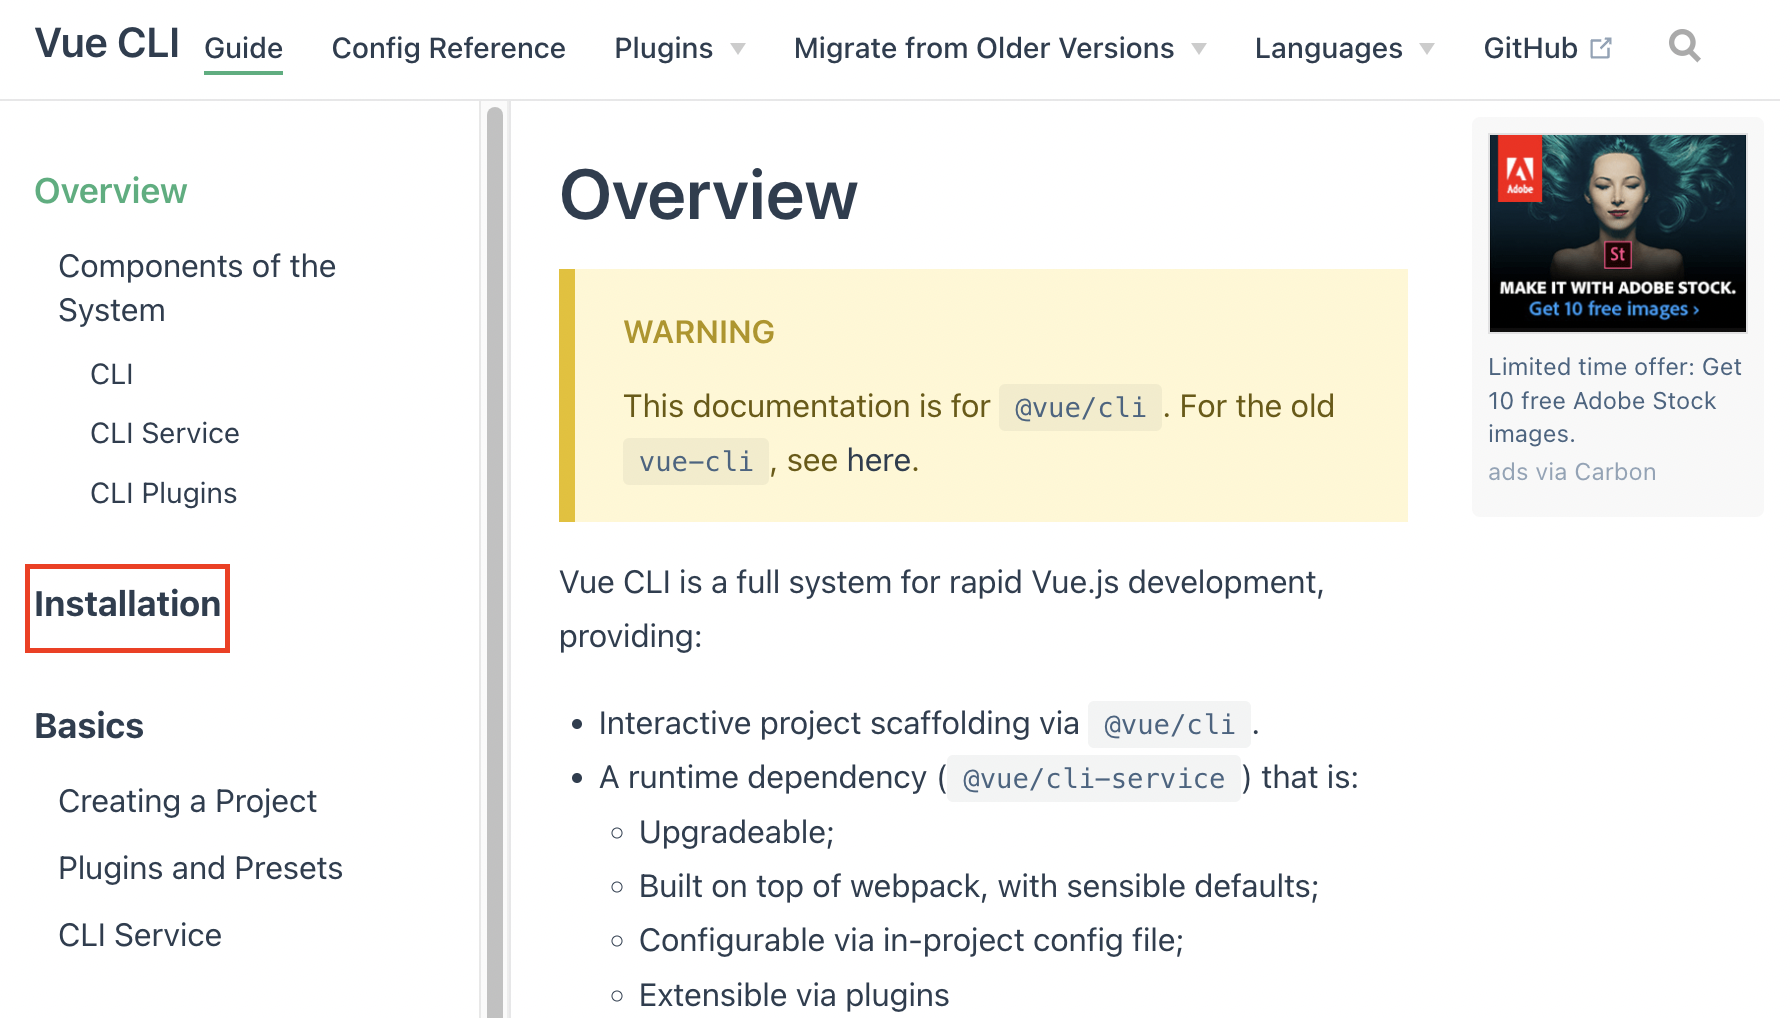 Vue CLI
Guide
Config Reference
Plugins
Migrate from Older Versions
Languages
GitHub
Overview
Components of the
System
CLI
CLI Service
CLI Plugins
Installation
Basics
Creating a Project
Plugins and Presets
CLI Service
Overview
WARNING
This documentation is for @vue/cli. For the old
vue-cli, see here.
Vue CLI is a full system for rapid Vue.js development,
providing:
• Interactive project scaffolding via @vue/cli.
• A runtime dependency (@vue/cli-service) that is:
◦ Upgradeable;
◦ Built on top of webpack, with sensible defaults;
◦ Configurable via in-project config file;
◦ Extensible via plugins
Adobe
St
MAKE IT WITH ADOBE STOCK.
Get 10 free images ›
Limited time offer: Get
10 free Adobe Stock
images.
ads via Carbon